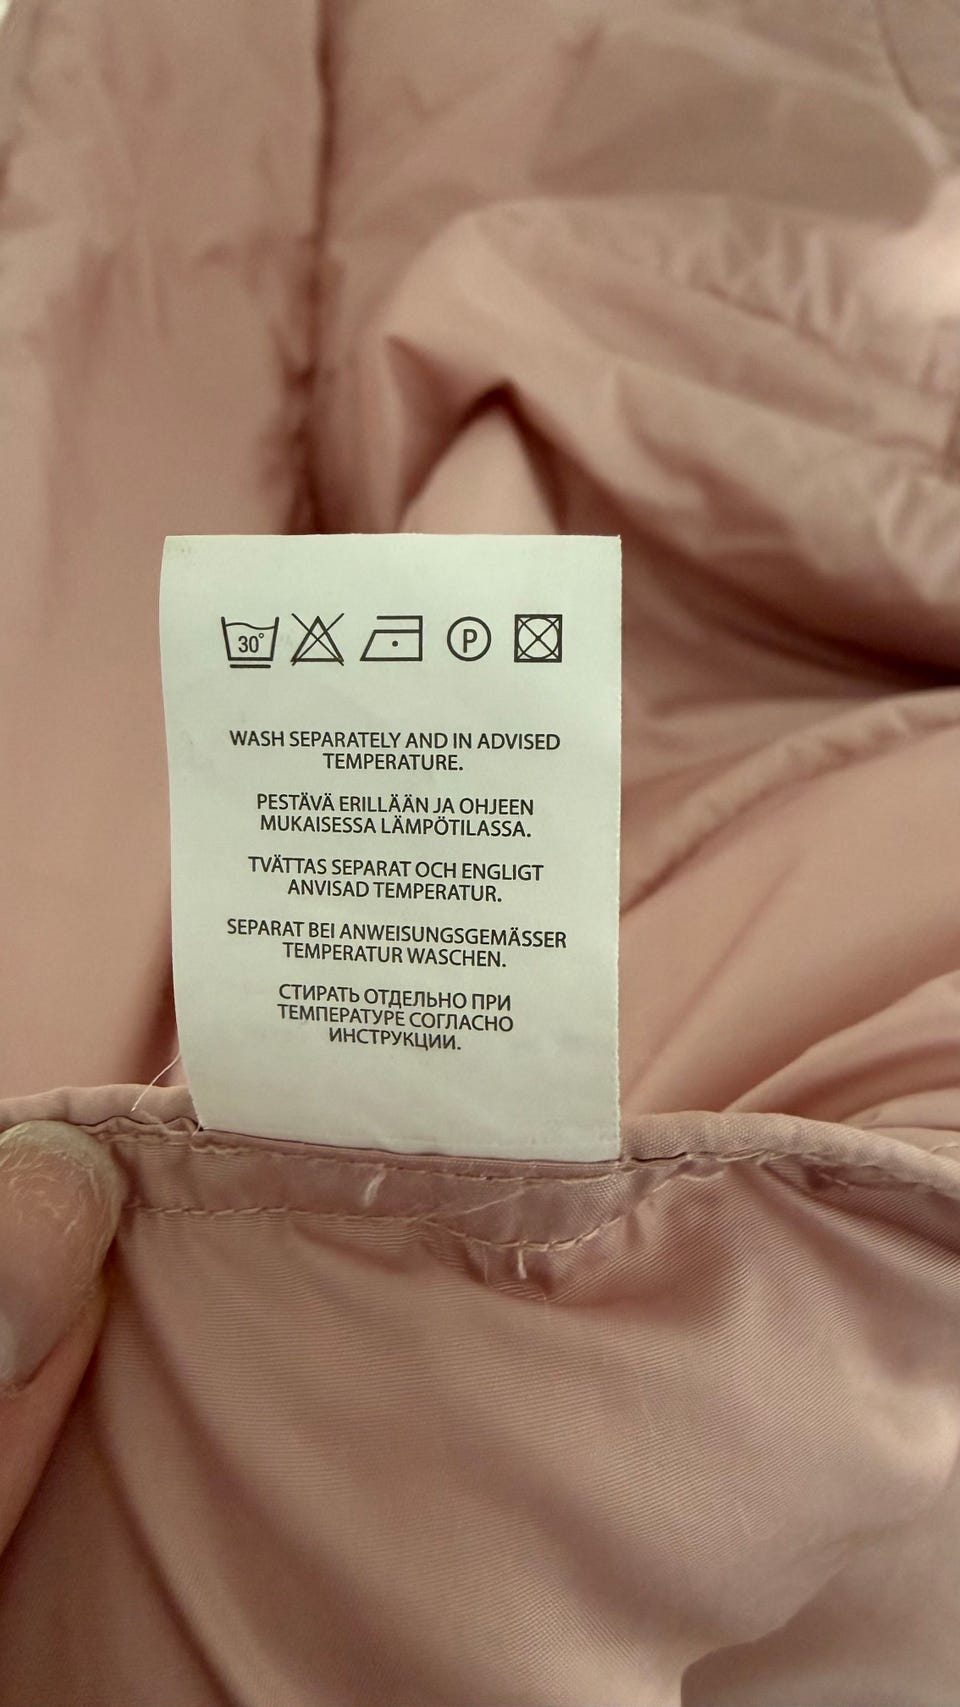 30°
P
WASH SEPARATELY AND IN ADVISED
TEMPERATURE.
PESTÄVÄ ERILLÄÄN JA OHJEEN
MUKAISESSA LÄMPÖTILASSA.
TVÄTTAS SEPARAT OCH ENGLIGT
ANVISAD TEMPERATUR.
SEPARAT BEI ANWEISUNGSGEMÄSSER
TEMPERATUR WASCHEN.
СТИРАТЬ ОТДЕЛЬНО ПРИ
ТЕМПЕРАТУРЕ СОГЛАСНО
ИНСТРУКЦИИ.